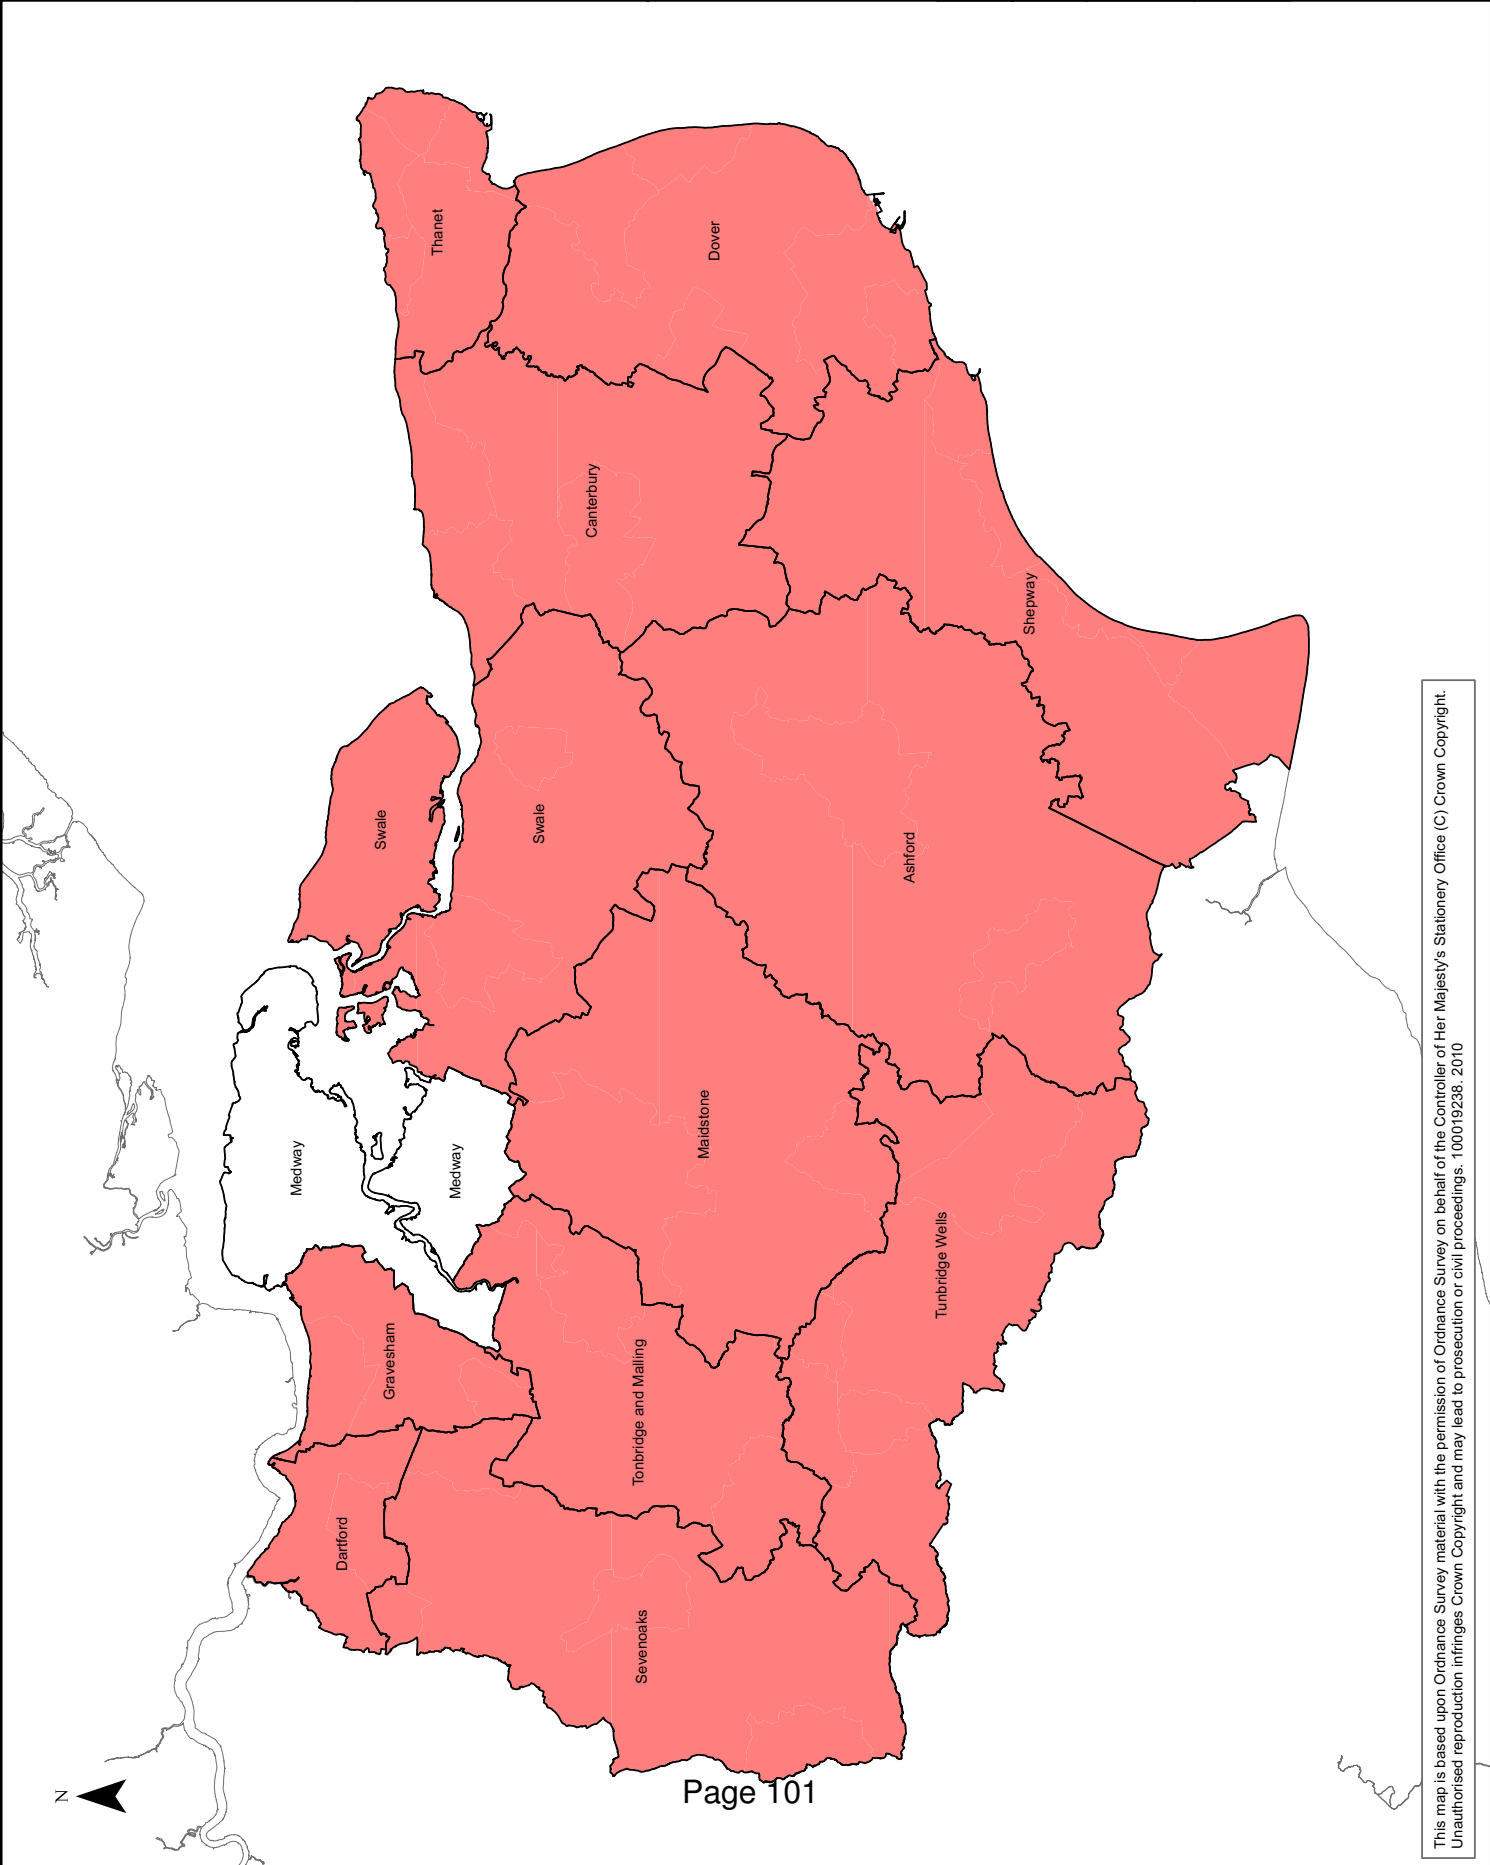 N
Thanet
Dover
Canterbury
Shepway
Swale
Swale
Ashford
Medway
Medway
Maidstone
Tunbridge Wells
Gravesham
Tonbridge and Malling
Dartford
Sevenoaks
This map is based upon Ordnance Survey material with the permission of Ordnance Survey on behalf of the Controller of Her Majesty's Stationery Office (C) Crown Copyright.
Unauthorised reproduction infringes Crown Copyright and may lead to prosecution or civil proceedings. 100019238. 2010
Page 101